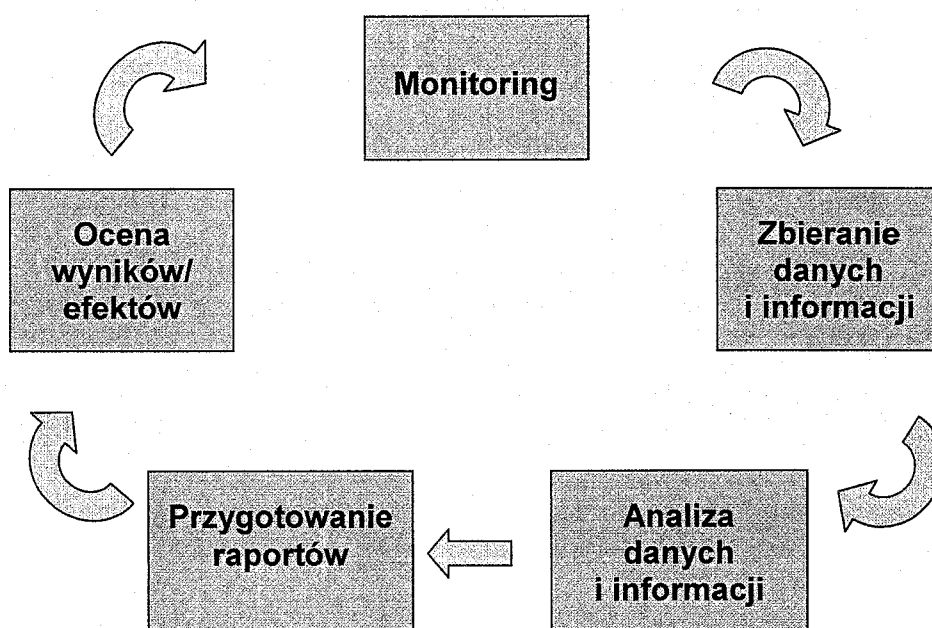 Monitoring
Zbieranie
danych
i informacji
Analiza
danych
i informacji
Przygotowanie
raportów
Ocena
wyników/
efektów